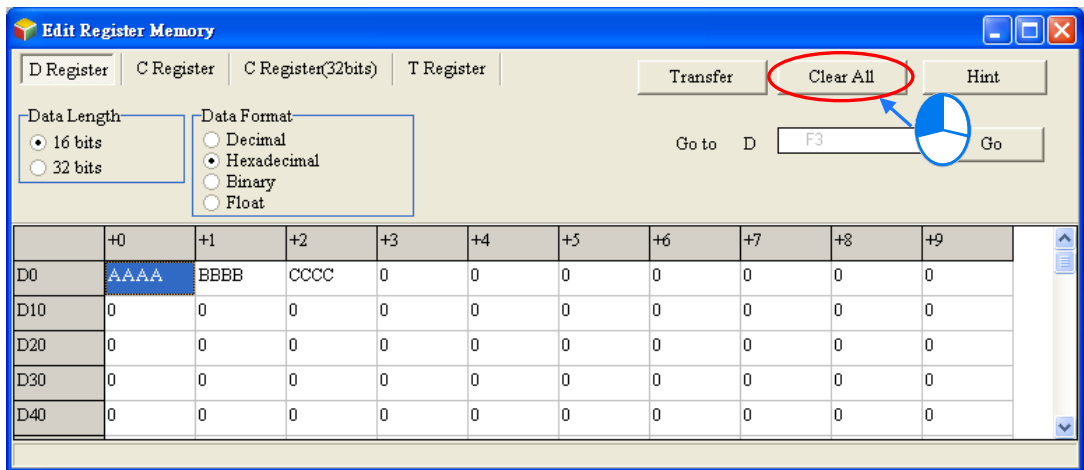 Edit Register Memory
D Register C Register C Register(32bits) T Register Transfer Clear All Hint
Data Length Data Format
16 bits Decimal Go to D F3 Go
32 bits Hexadecimal
Binary
Float
+0 +1 +2 +3 +4 +5 +6 +7 +8 +9
D0 AAAA BBBB CCCC 0 0 0 0 0 0 0
D10 0 0 0 0 0 0 0 0 0 0
D20 0 0 0 0 0 0 0 0 0 0
D30 0 0 0 0 0 0 0 0 0 0
D40 0 0 0 0 0 0 0 0 0 0